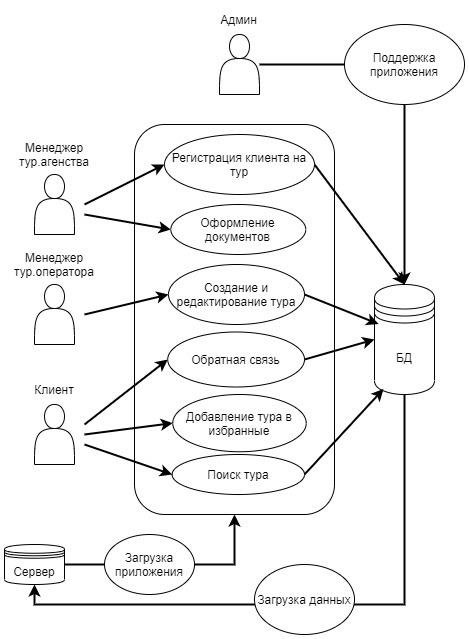 Админ
Поддержка
приложения
Менеджер
тур.агенства
Регистрация клиента на
тур
Оформление
документов
Менеджер
тур.оператора
Создание и
редактирование тура
БД
Обратная связь
Клиент
Добавление тура в
избранные
Поиск тура
Сервер
Загрузка
приложения
Загрузка данных